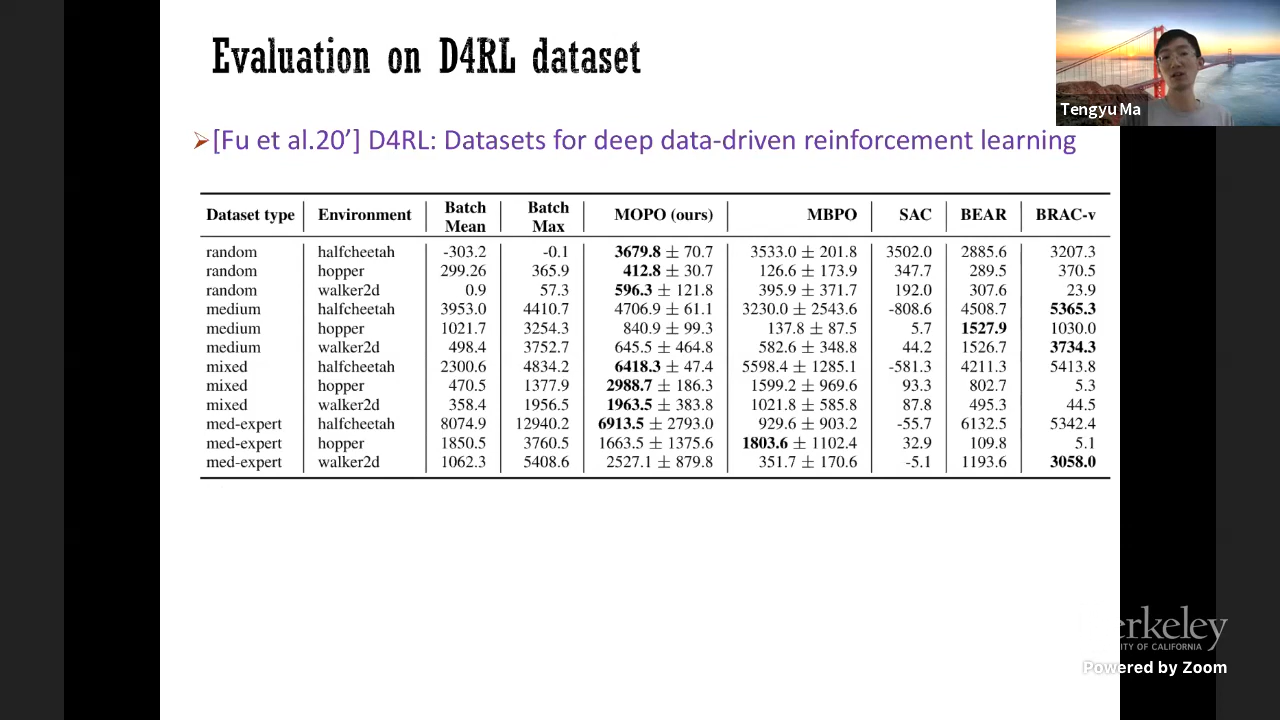 Evaluation on D4RL dataset
Tengyu Ma
[Fu et al.20’] D4RL: Datasets for deep data-driven reinforcement learning
Dataset type Environment Batch Mean Batch Max MOPO (ours) MBPO SAC BEAR BRAC-v
random halfcheetah -303.2 -0.1 3679.8 ± 70.7 3533.0 ± 201.8 3502.0 2885.6 3207.3
random hopper 299.26 365.9 412.8 ± 30.7 126.6 ± 173.9 347.7 289.5 370.5
random walker2d 0.9 57.3 596.3 ± 121.8 395.9 ± 371.7 192.0 307.6 23.9
medium halfcheetah 3953.0 4410.7 4706.9 ± 61.1 3230.0 ± 2543.6 -808.6 4508.7 5365.3
medium hopper 1021.7 3254.3 840.9 ± 99.3 137.8 ± 87.5 5.7 1527.9 1030.0
medium walker2d 498.4 3752.7 645.5 ± 464.8 582.6 ± 348.8 44.2 1526.7 3734.3
mixed halfcheetah 2300.6 4834.2 6418.3 ± 47.4 5598.4 ± 1285.1 -581.3 4211.3 5413.8
mixed hopper 470.5 1377.9 2988.7 ± 186.3 1599.2 ± 969.6 93.3 802.7 5.3
mixed walker2d 358.4 1956.5 1963.5 ± 383.8 1021.8 ± 585.8 87.8 495.3 44.5
med-expert halfcheetah 8074.9 12940.2 6913.5 ± 2793.0 929.6 ± 903.2 -55.7 6132.5 5342.4
med-expert hopper 1850.5 3760.5 1663.5 ± 1375.6 1803.6 ± 1102.4 32.9 109.8 5.1
med-expert walker2d 1062.3 5408.6 2527.1 ± 879.8 351.7 ± 170.6 -5.1 1193.6 3058.0
erkeley
ITY OF CALIFORNIA
Powered by Zoom